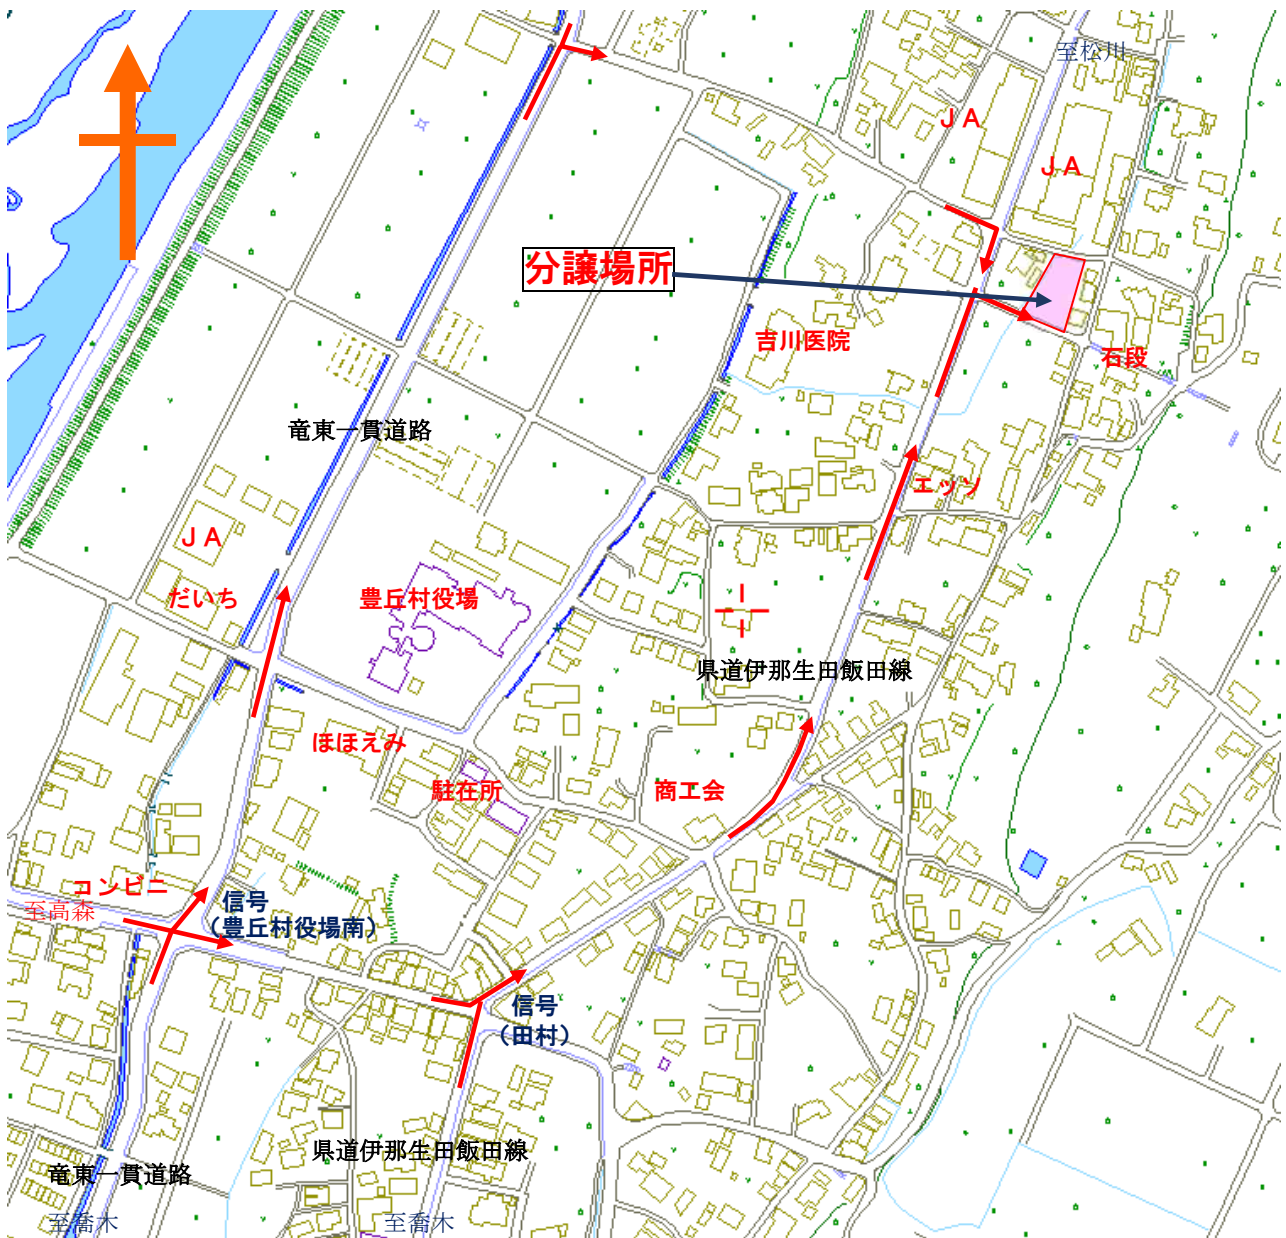 至松川
ＪＡ
ＪＡ
分譲場所
吉川医院
石段
竜東一貫道路
エッソ
ＪＡ
だいち
豊丘村役場
県道伊那生田飯田線
ほほえみ
駐在所
商工会
コンビニ
至高森
信号
（豊丘村役場南）
信号
（田村）
県道伊那生田飯田線
竜東一貫道路
至喬木
至喬木